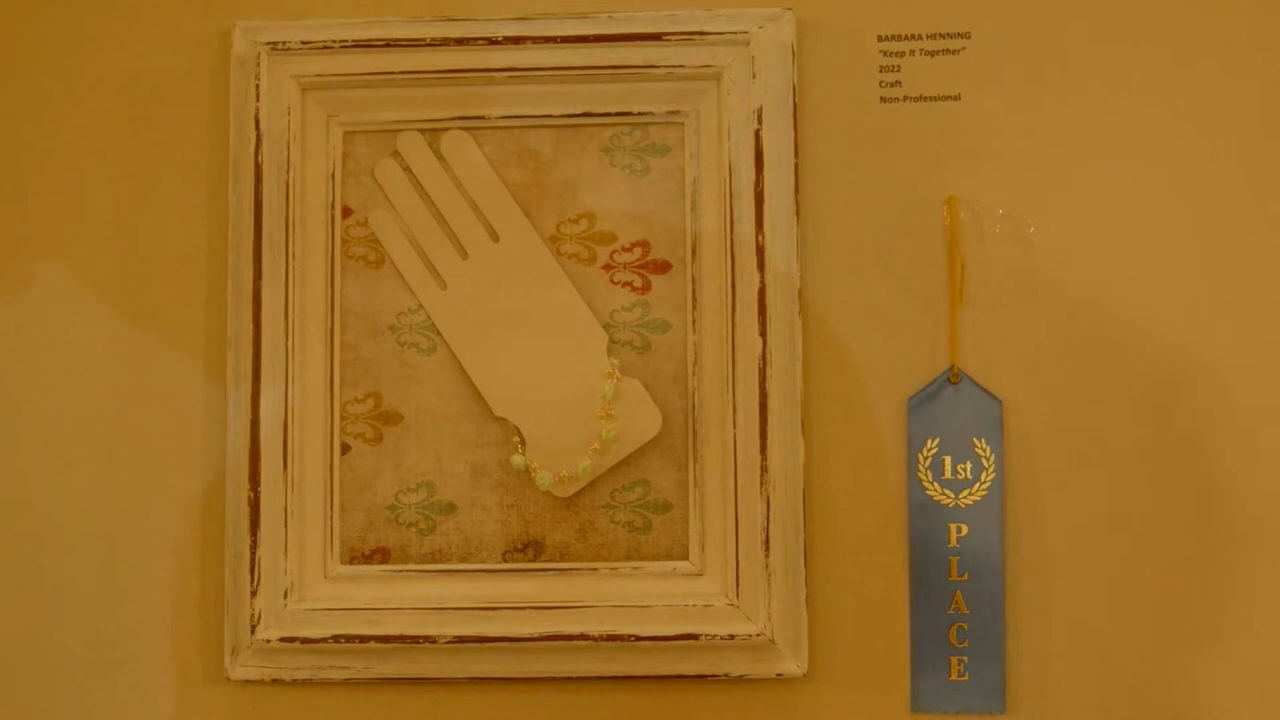 BARBARA HENNING
"Keep It Together"
2022
Craft
Non-Professional
1st
PLACE